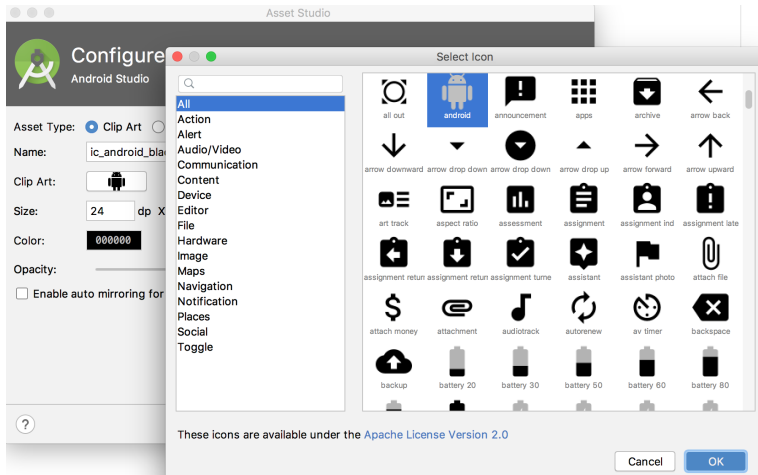 Asset Studio
Configure
Android Studio
Asset Type: Clip Art
Name: ic_android_bla
Clip Art:
Size: 24 dp X
Color: 000000
Opacity:
Enable auto mirroring for
?
Select Icon
All
Action
Alert
Audio/Video
Communication
Content
Device
Editor
File
Hardware
Image
Maps
Navigation
Notification
Places
Social
Toggle
all out android announcement apps archive arrow back
arrow downward arrow drop down arrow drop down arrow drop up arrow forward arrow upward
art track aspect ratio assessment assignment assignment ind assignment late
assignment retur assignment retur assignment turne assistant assistant photo attach file
attach money attachment audiotrack autorenew av timer backspace
backup battery 20 battery 30 battery 50 battery 60 battery 80
These icons are available under the Apache License Version 2.0
Cancel OK